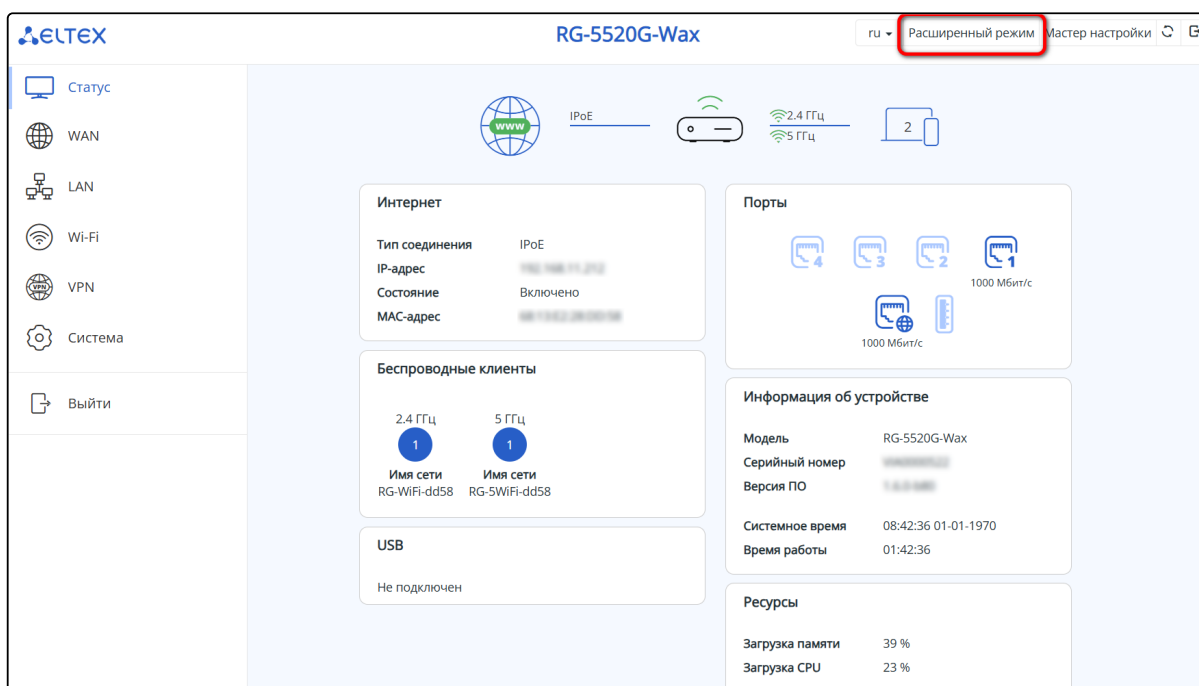 ELTEX
RG-5520G-Wax
ru
Расширенный режим
Мастер настройки
Статус
WAN
LAN
Wi-Fi
VPN
Система
Выйти
www
IPoE
2.4 ГГц
5 ГГц
2
Интернет
Тип соединения IPoE
IP-адрес
Состояние Включено
MAC-адрес
Беспроводные клиенты
2.4 ГГц 5 ГГц
1 1
Имя сети Имя сети
RG-WiFi-dd58 RG-5WiFi-dd58
USB
Не подключен
Порты
4 3 2 1
1000 Мбит/с
1000 Мбит/с
Информация об устройстве
Модель RG-5520G-Wax
Серийный номер
Версия ПО
Системное время 08:42:36 01-01-1970
Время работы 01:42:36
Ресурсы
Загрузка памяти 39 %
Загрузка CPU 23 %